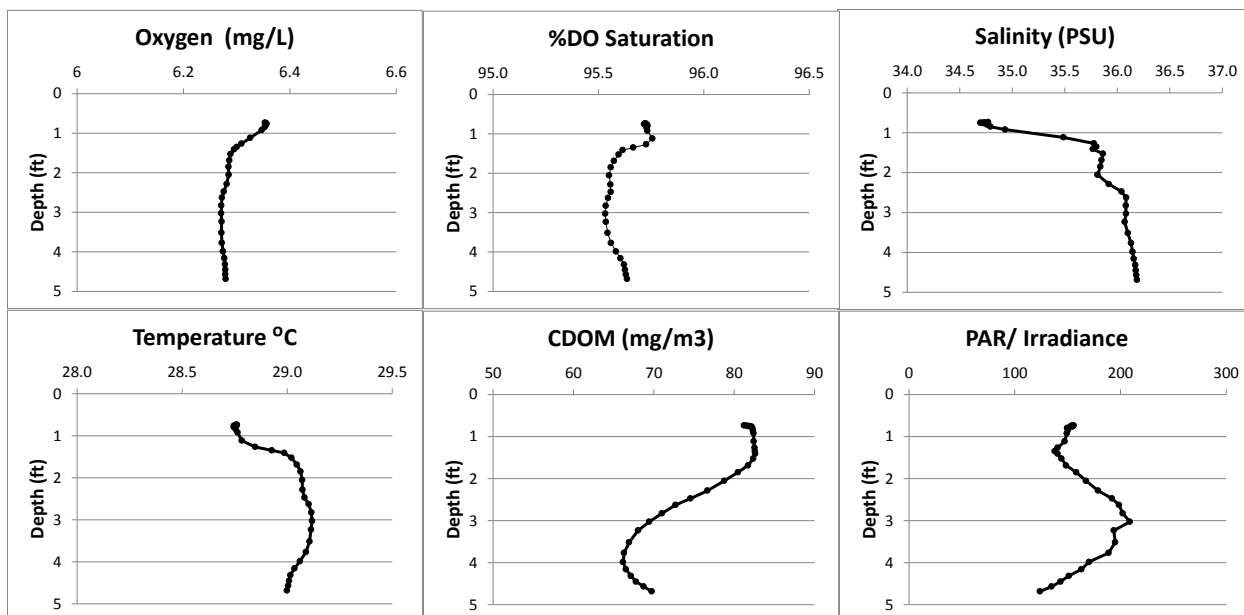 Oxygen (mg/L)
6 6.2 6.4 6.6
0
1
2
3
4
5
Depth (ft)
%DO Saturation
95.0 95.5 96.0 96.5
0
1
2
3
4
5
Depth (ft)
Salinity (PSU)
34.0 34.5 35.0 35.5 36.0 36.5 37.0
0
1
2
3
4
5
Depth (ft)
Temperature ⁰C
28.0 28.5 29.0 29.5
0
1
2
3
4
5
Depth (ft)
CDOM (mg/m3)
50 60 70 80 90
0
1
2
3
4
5
Depth (ft)
PAR/ Irradiance
0 100 200 300
0
1
2
3
4
5
Depth (ft)